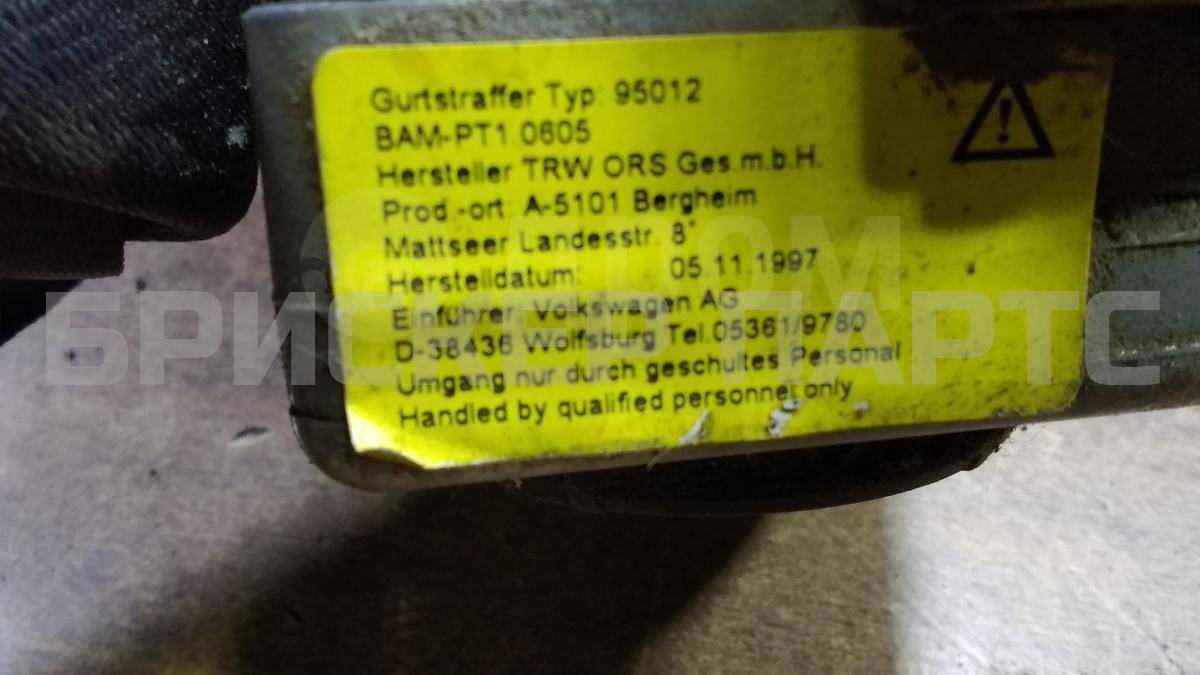 Gurtstraffer Typ: 95012
BAM-PT1 0605
Hersteller TRW ORS Ges.m.b.H.
Prod.-ort: A-5101 Bergheim
Mattseer Landesstr. 8*
Herstelldatum: 05.11.1997
Einführer: Volkswagen AG
D-38436 Wolfsburg Tel.05361/9780
Umgang nur durch geschultes Personal
Handled by qualified personnel only
БРИСКЕР ПАРТС